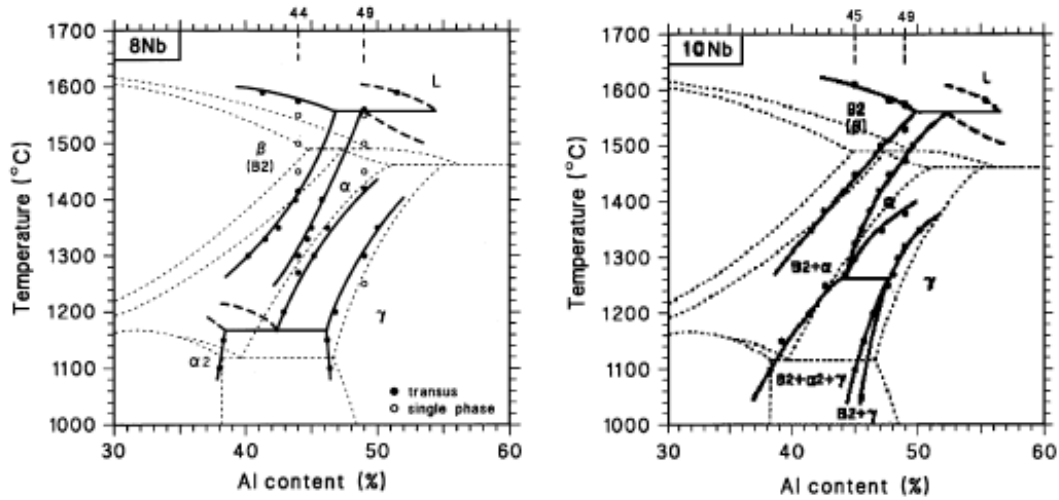 44 49
1700
8Nb
1600
1500
1400
1300
1200
1100
1000
30 40 50 60
Temperature (°C)
Al content (%)
L
β
(B2)
α
γ
α2
● transus
○ single phase
45 49
1700
10Nb
1600
1500
1400
1300
1200
1100
1000
30 40 50 60
Temperature (°C)
Al content (%)
L
B2
(β)
α
B2+α
γ
B2+α2+γ
B2+γ